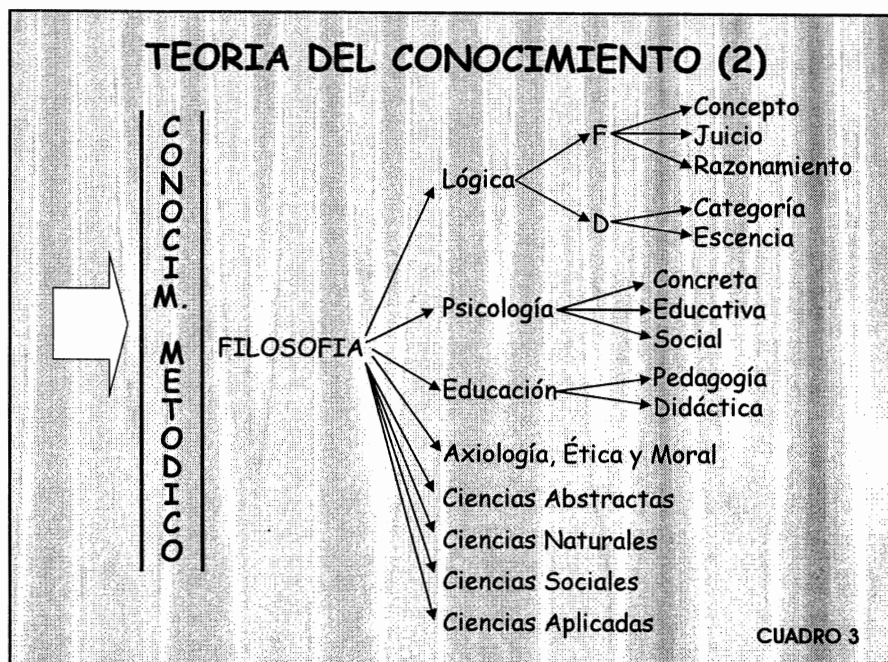 TEORIA DEL CONOCIMIENTO (2)
CONOCIM. METODICO
FILOSOFIA
Lógica
F
Concepto
Juicio
Razonamiento
D
Categoría
Escencia
Psicología
Concreta
Educativa
Social
Educación
Pedagogía
Didáctica
Axiología, Ética y Moral
Ciencias Abstractas
Ciencias Naturales
Ciencias Sociales
Ciencias Aplicadas
CUADRO 3